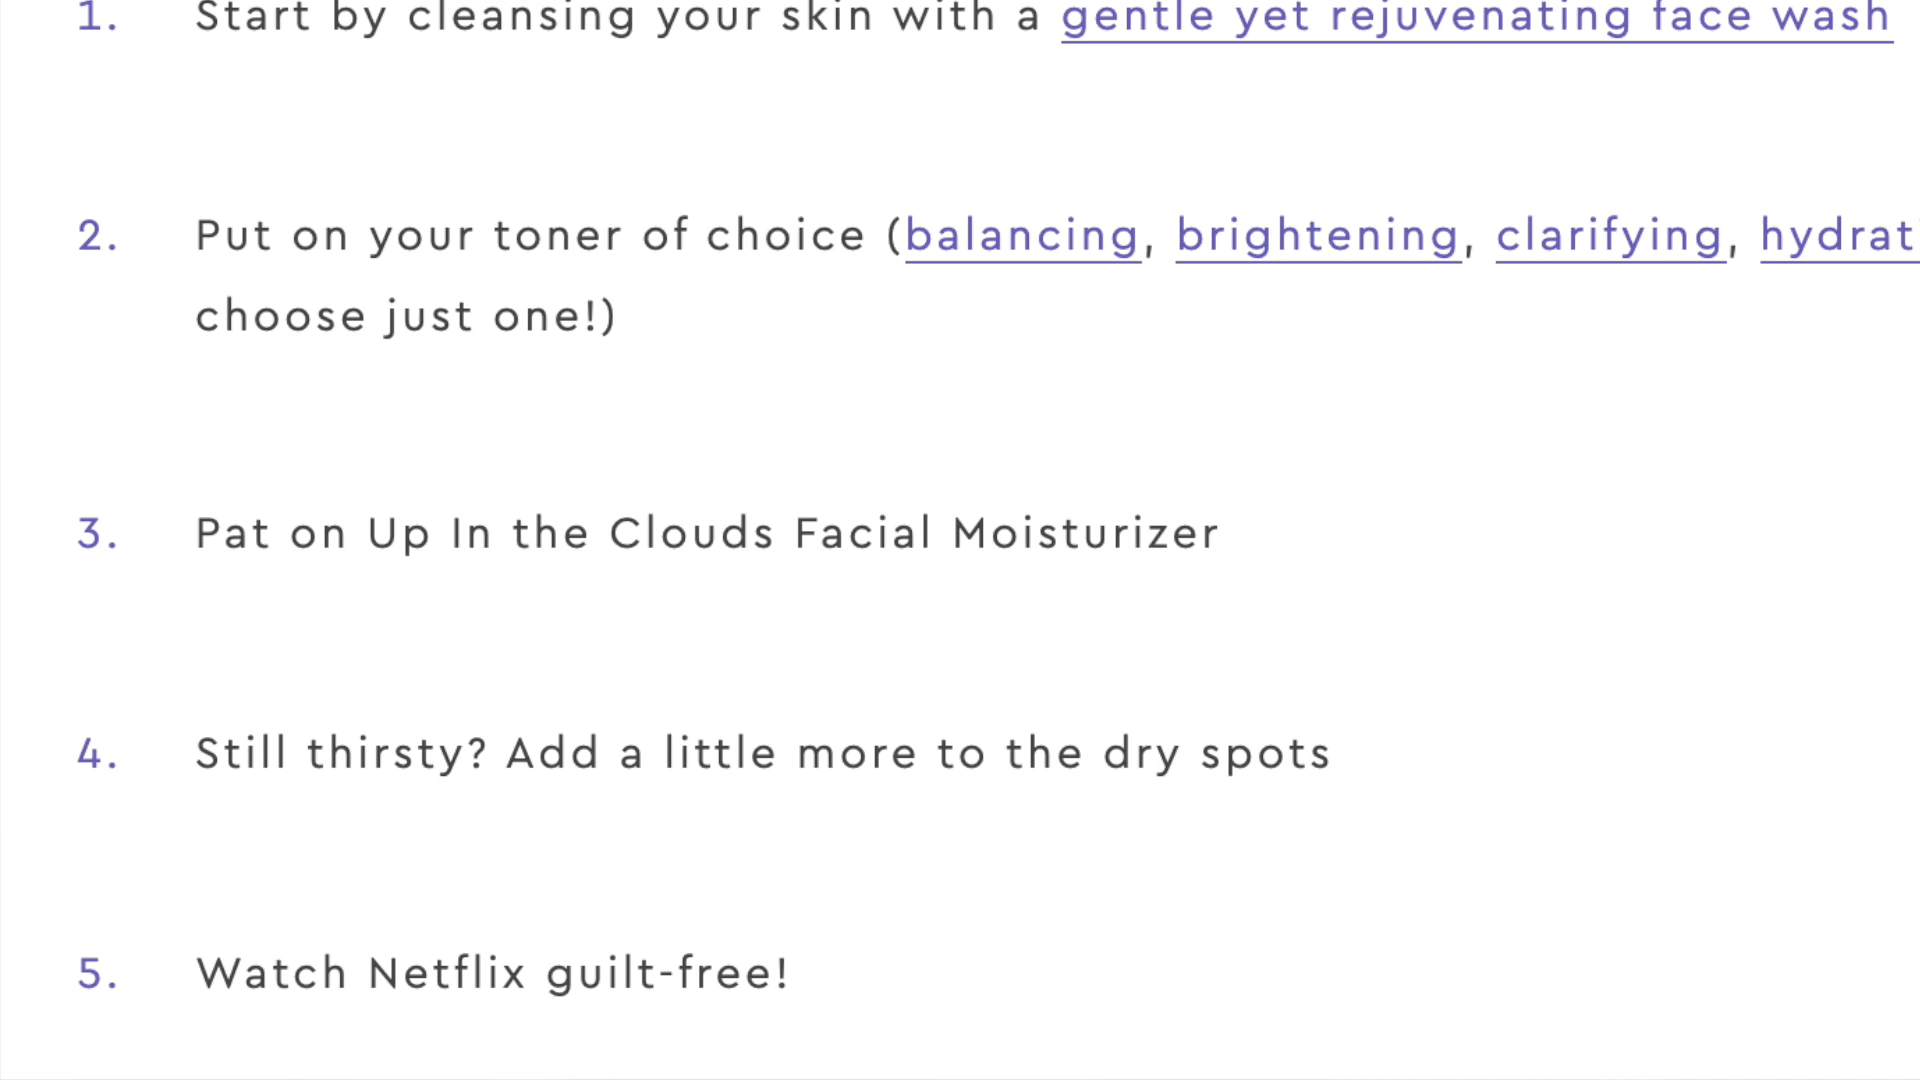 1. Start by cleansing your skin with a gentle yet rejuvenating face wash
2. Put on your toner of choice (balancing, brightening, clarifying,
choose just one!)
3. Pat on Up In the Clouds Facial Moisturizer
4. Still thirsty? Add a little more to the dry spots
5. Watch Netflix guilt-free!